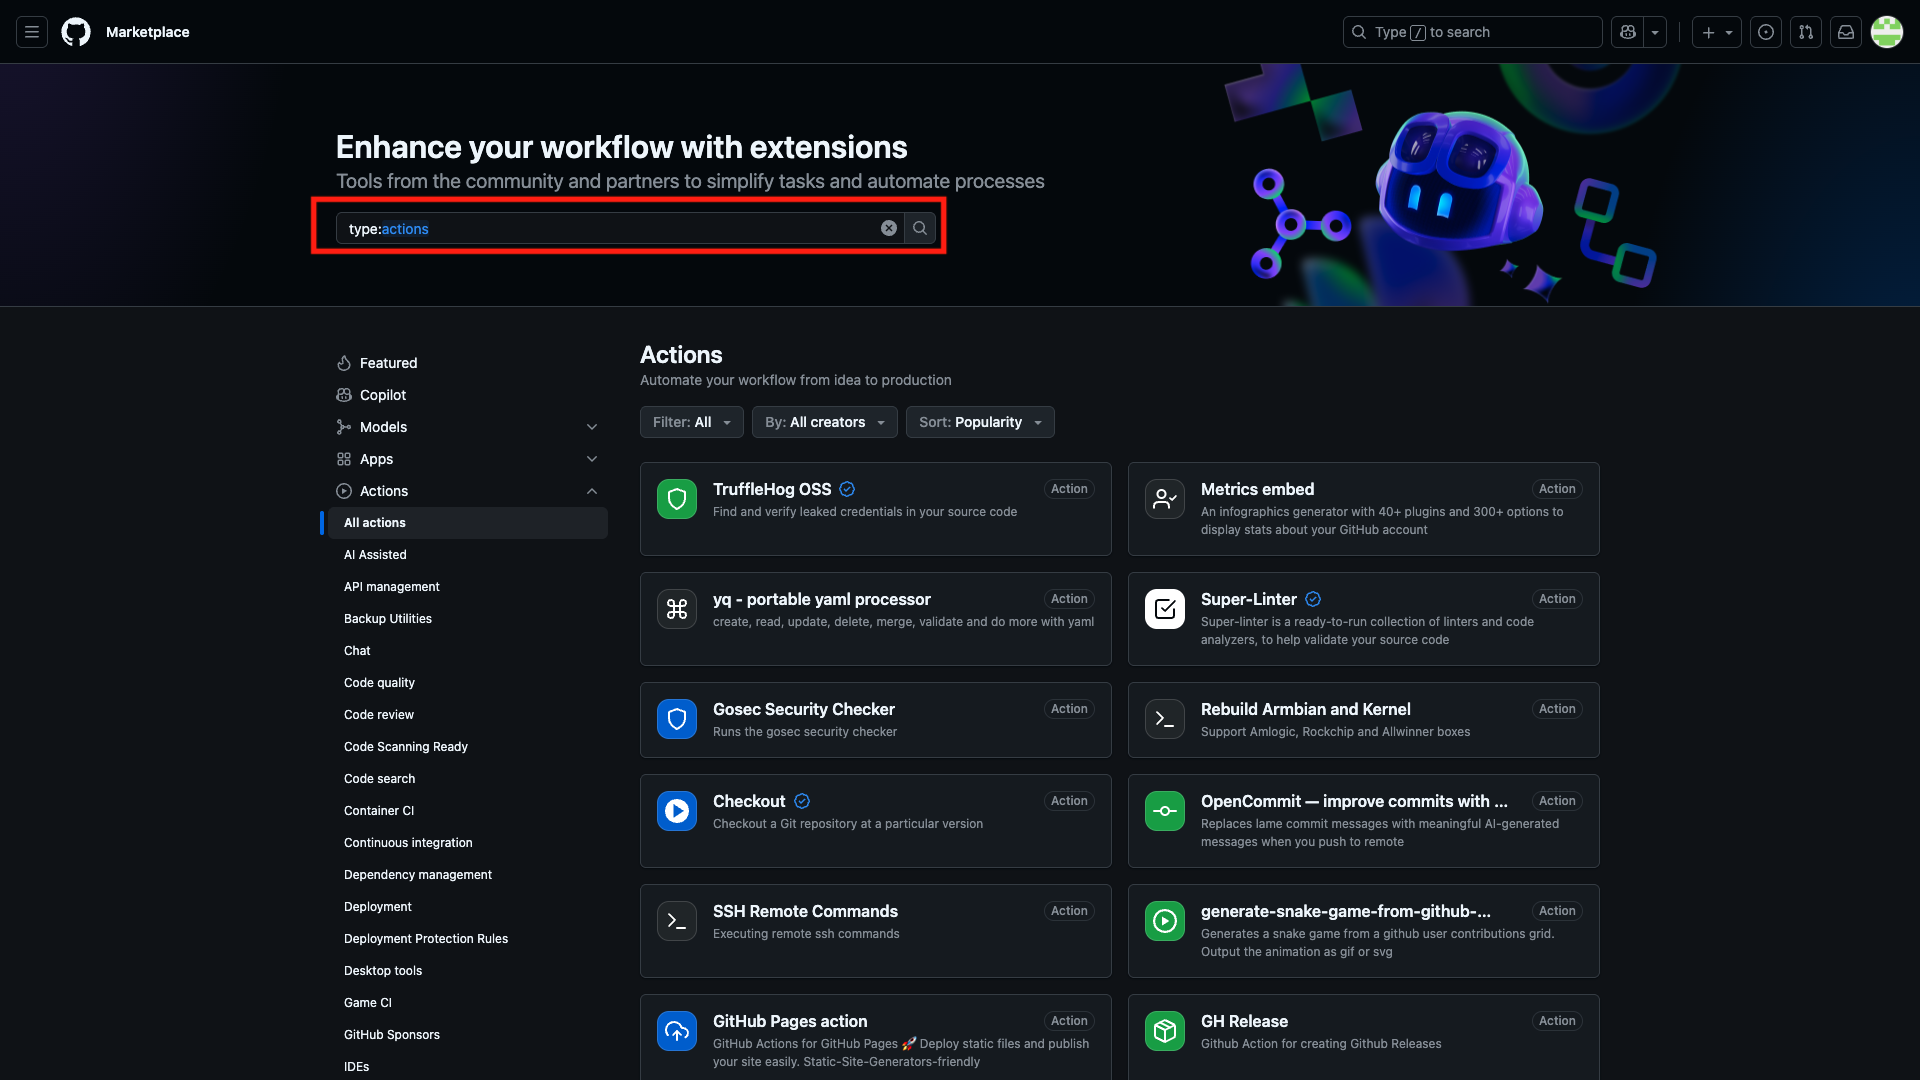 Marketplace
Type / to search
Enhance your workflow with extensions
Tools from the community and partners to simplify tasks and automate processes
type:actions
Featured
Copilot
Models
Apps
Actions
All actions
AI Assisted
API management
Backup Utilities
Chat
Code quality
Code review
Code Scanning Ready
Code search
Container CI
Continuous integration
Dependency management
Deployment
Deployment Protection Rules
Desktop tools
Game CI
GitHub Sponsors
IDEs
Actions
Automate your workflow from idea to production
Filter: All
By: All creators
Sort: Popularity
TruffleHog OSS
Action
Find and verify leaked credentials in your source code
Metrics embed
Action
An infographics generator with 40+ plugins and 300+ options to
display stats about your GitHub account
yq - portable yaml processor
Action
create, read, update, delete, merge, validate and do more with yaml
Super-Linter
Action
Super-linter is a ready-to-run collection of linters and code
analyzers, to help validate your source code
Gosec Security Checker
Action
Runs the gosec security checker
Rebuild Armbian and Kernel
Action
Support Amlogic, Rockchip and Allwinner boxes
Checkout
Action
Checkout a Git repository at a particular version
OpenCommit — improve commits with ...
Action
Replaces lame commit messages with meaningful AI-generated
messages when you push to remote
SSH Remote Commands
Action
Executing remote ssh commands
generate-snake-game-from-github-...
Action
Generates a snake game from a github user contributions grid.
Output the animation as gif or svg
GitHub Pages action
Action
GitHub Actions for GitHub Pages 🚀 Deploy static files and publish
your site easily. Static-Site-Generators-friendly
GH Release
Action
Github Action for creating Github Releases